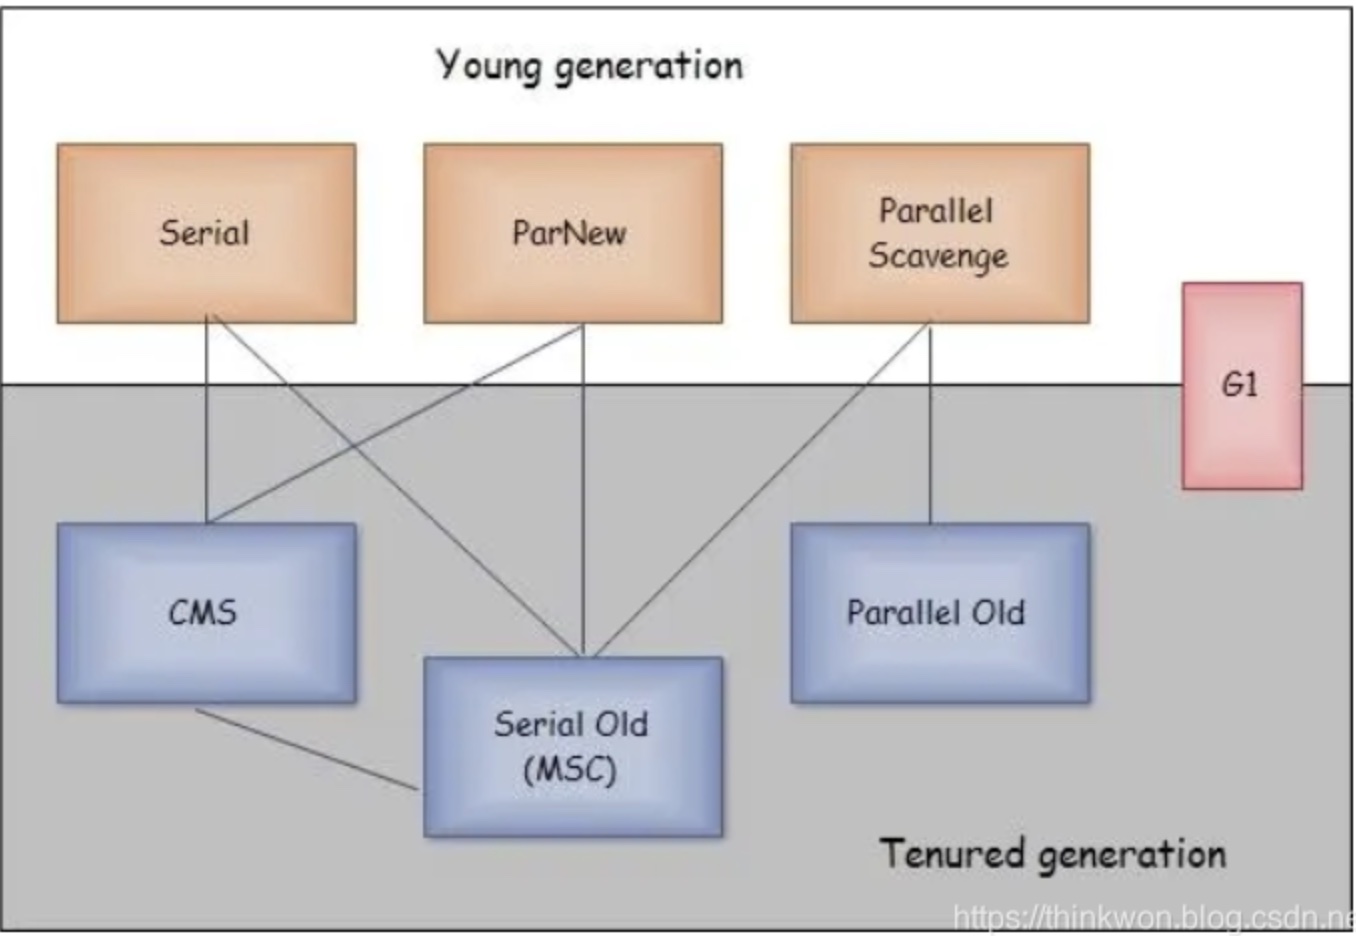 Young generation
Serial
ParNew
Parallel
Scavenge
G1
CMS
Parallel Old
Serial Old
(MSC)
Tenured generation
https://thinkwon.blog.csdn.ne